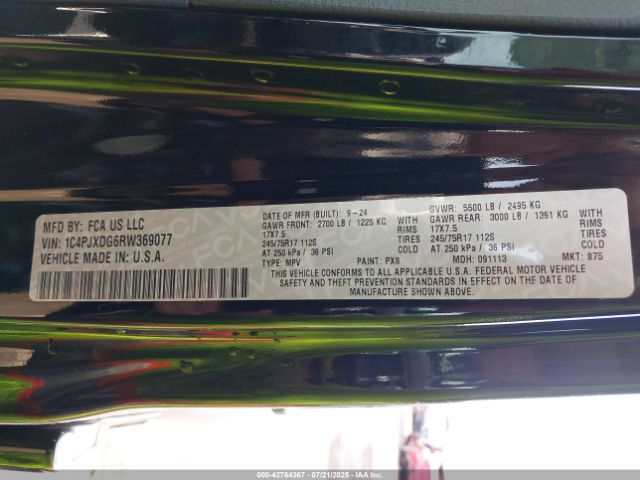 MFD BY: FCA US LLC
VIN: 1C4PJXDG6RW369077
VEHICLE MADE IN: U.S.A.
DATE OF MFR (BUILT): 9-24
GAWR FRONT: 2700 LB / 1225 KG WITH
17X7.5 RIMS
245/75R17 112S TIRES
AT 250 kPa / 36 PSI COLD
TYPE: MPV PAINT: PX8
GVWR: 5500 LB / 2495 KG
GAWR REAR: 3000 LB / 1361 KG WITH
17X7.5 RIMS
245/75R17 112S TIRES
AT 250 kPa / 36 PSI COLD
MDH: 091113 MKT: 875
THIS VEHICLE CONFORMS TO ALL APPLICABLE U.S.A. FEDERAL MOTOR VEHICLE
SAFETY AND THEFT PREVENTION STANDARDS IN EFFECT ON THE DATE OF
MANUFACTURE SHOWN ABOVE.
000-42764367 - 07/21/2025 - Copyright © IAA, LLC